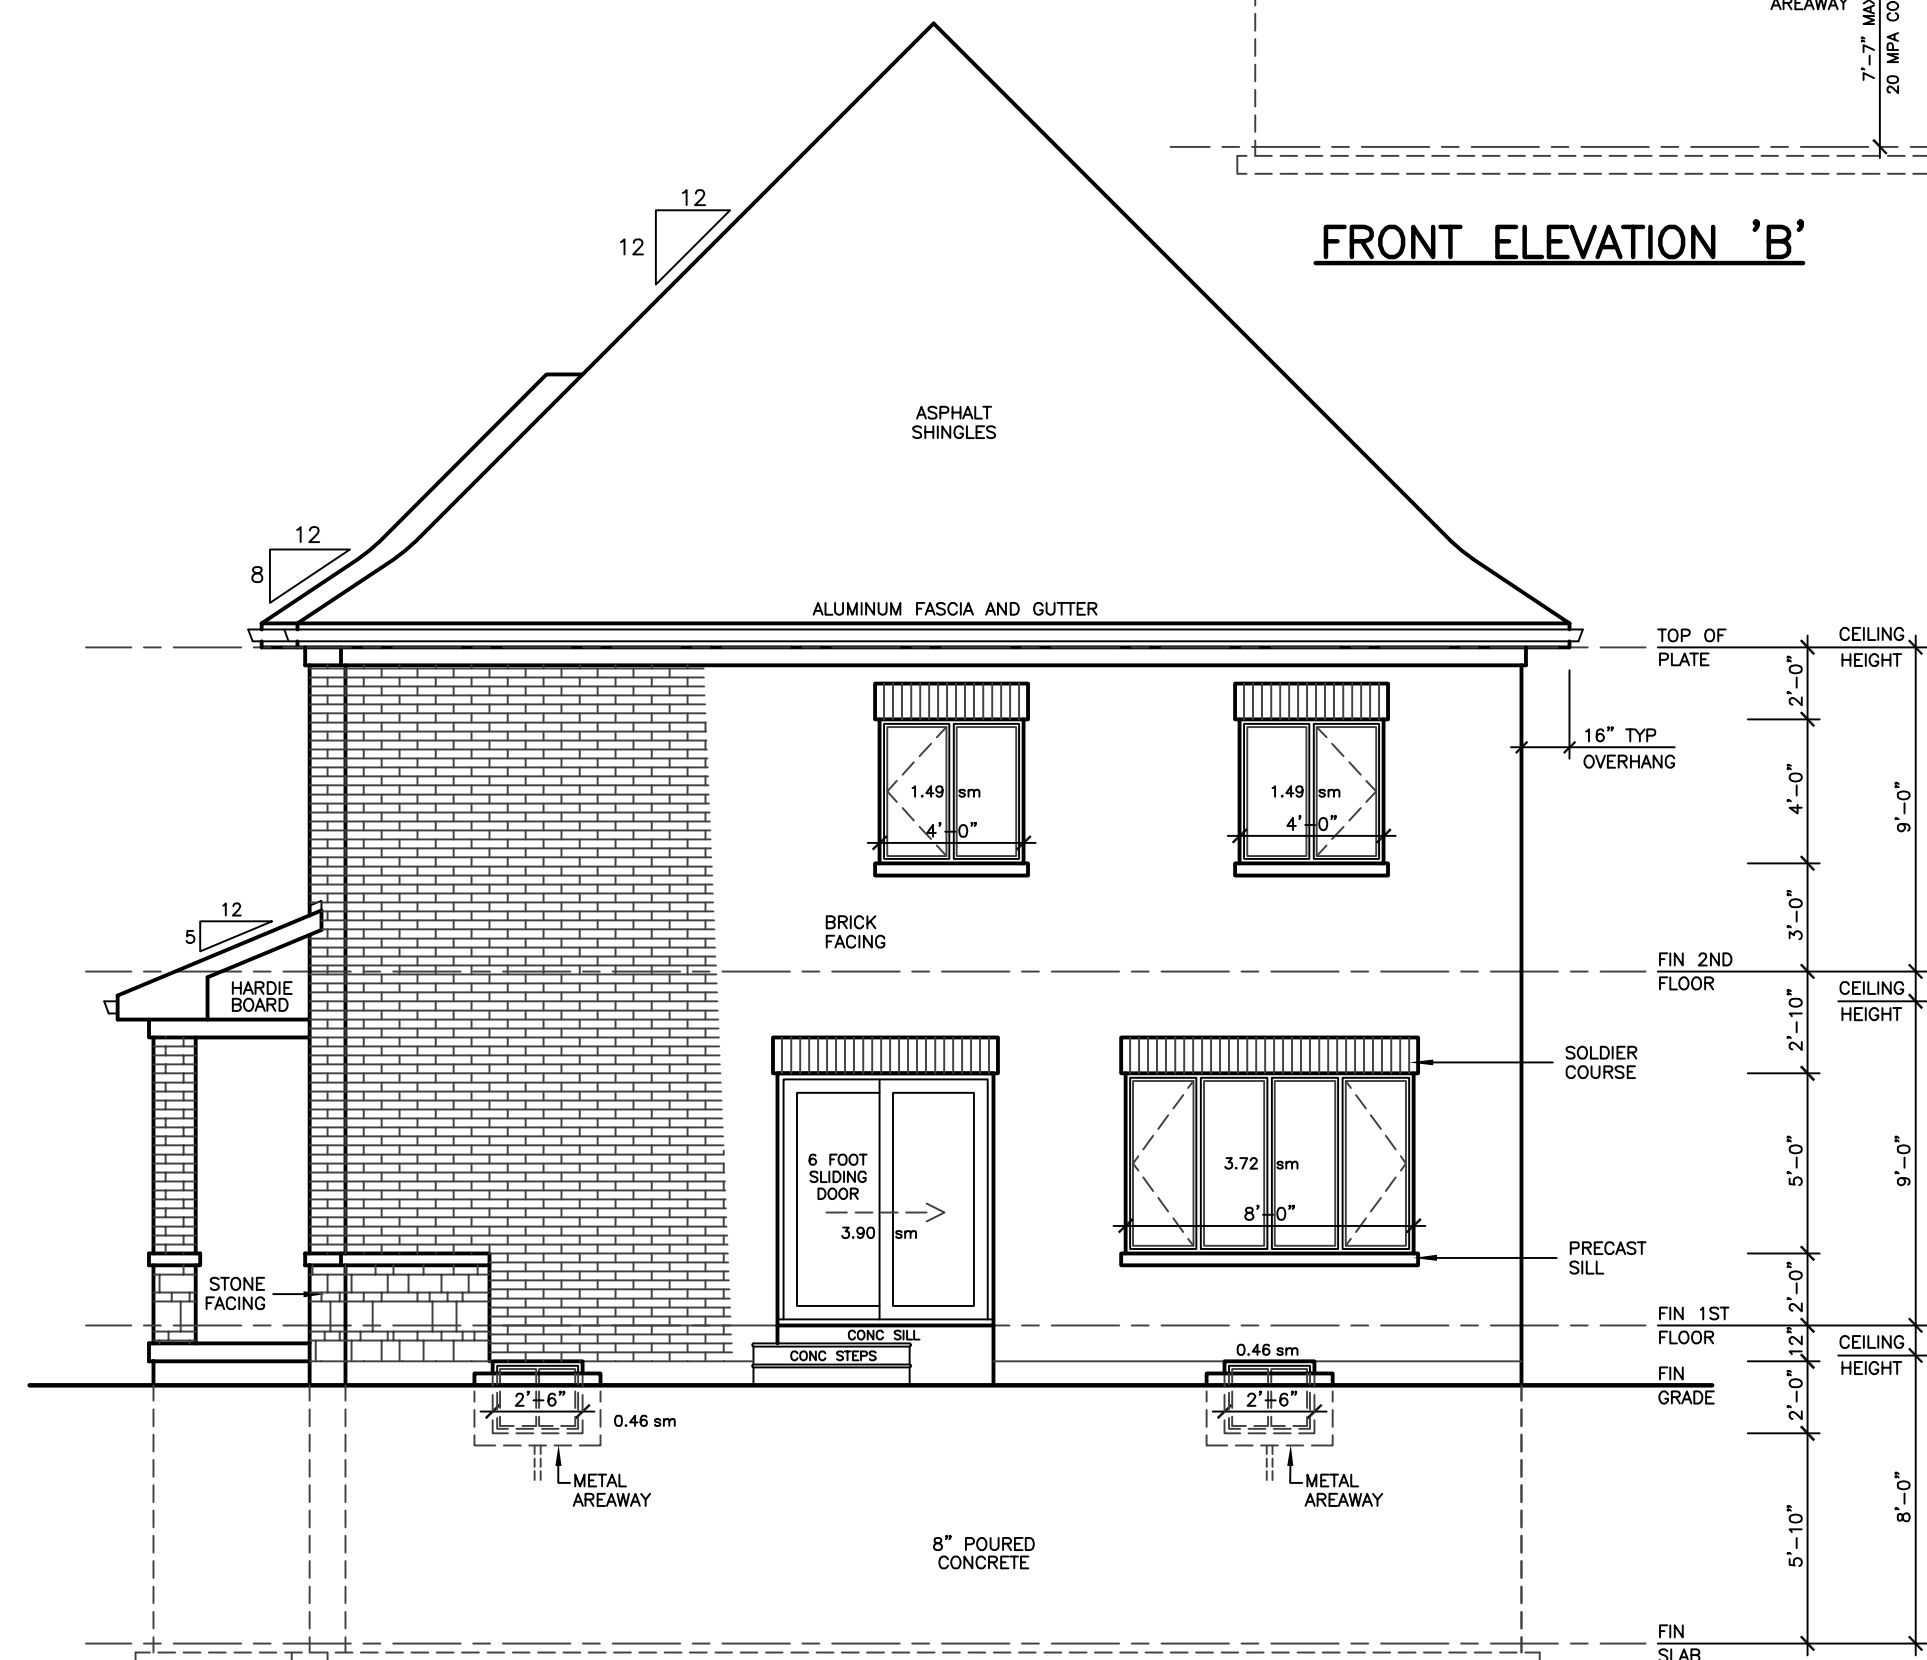 AREAWAY
7'-7" MAX
20 MPA CO
FRONT ELEVATION 'B'
12
12
ASPHALT
SHINGLES
12
8
ALUMINUM FASCIA AND GUTTER
TOP OF
PLATE
CEILING
HEIGHT
2'-0"
16" TYP
OVERHANG
1.49 sm
4'-0"
1.49 sm
4'-0"
4'-0"
9'-0"
12
5
BRICK
FACING
3'-0"
FIN 2ND
FLOOR
HARDIE
BOARD
CEILING
HEIGHT
2'-10"
SOLDIER
COURSE
6 FOOT
SLIDING
DOOR
3.90 sm
3.72 sm
8'-0"
5'-0"
9'-0"
PRECAST
SILL
STONE
FACING
2'-0"
FIN 1ST
FLOOR
CONC SILL
CONC STEPS
0.46 sm
12"
CEILING
HEIGHT
FIN
GRADE
2'-6"
0.46 sm
2'-6"
2'-0"
METAL
AREAWAY
METAL
AREAWAY
8" POURED
CONCRETE
5'-10"
8'-0"
FIN
SLAB